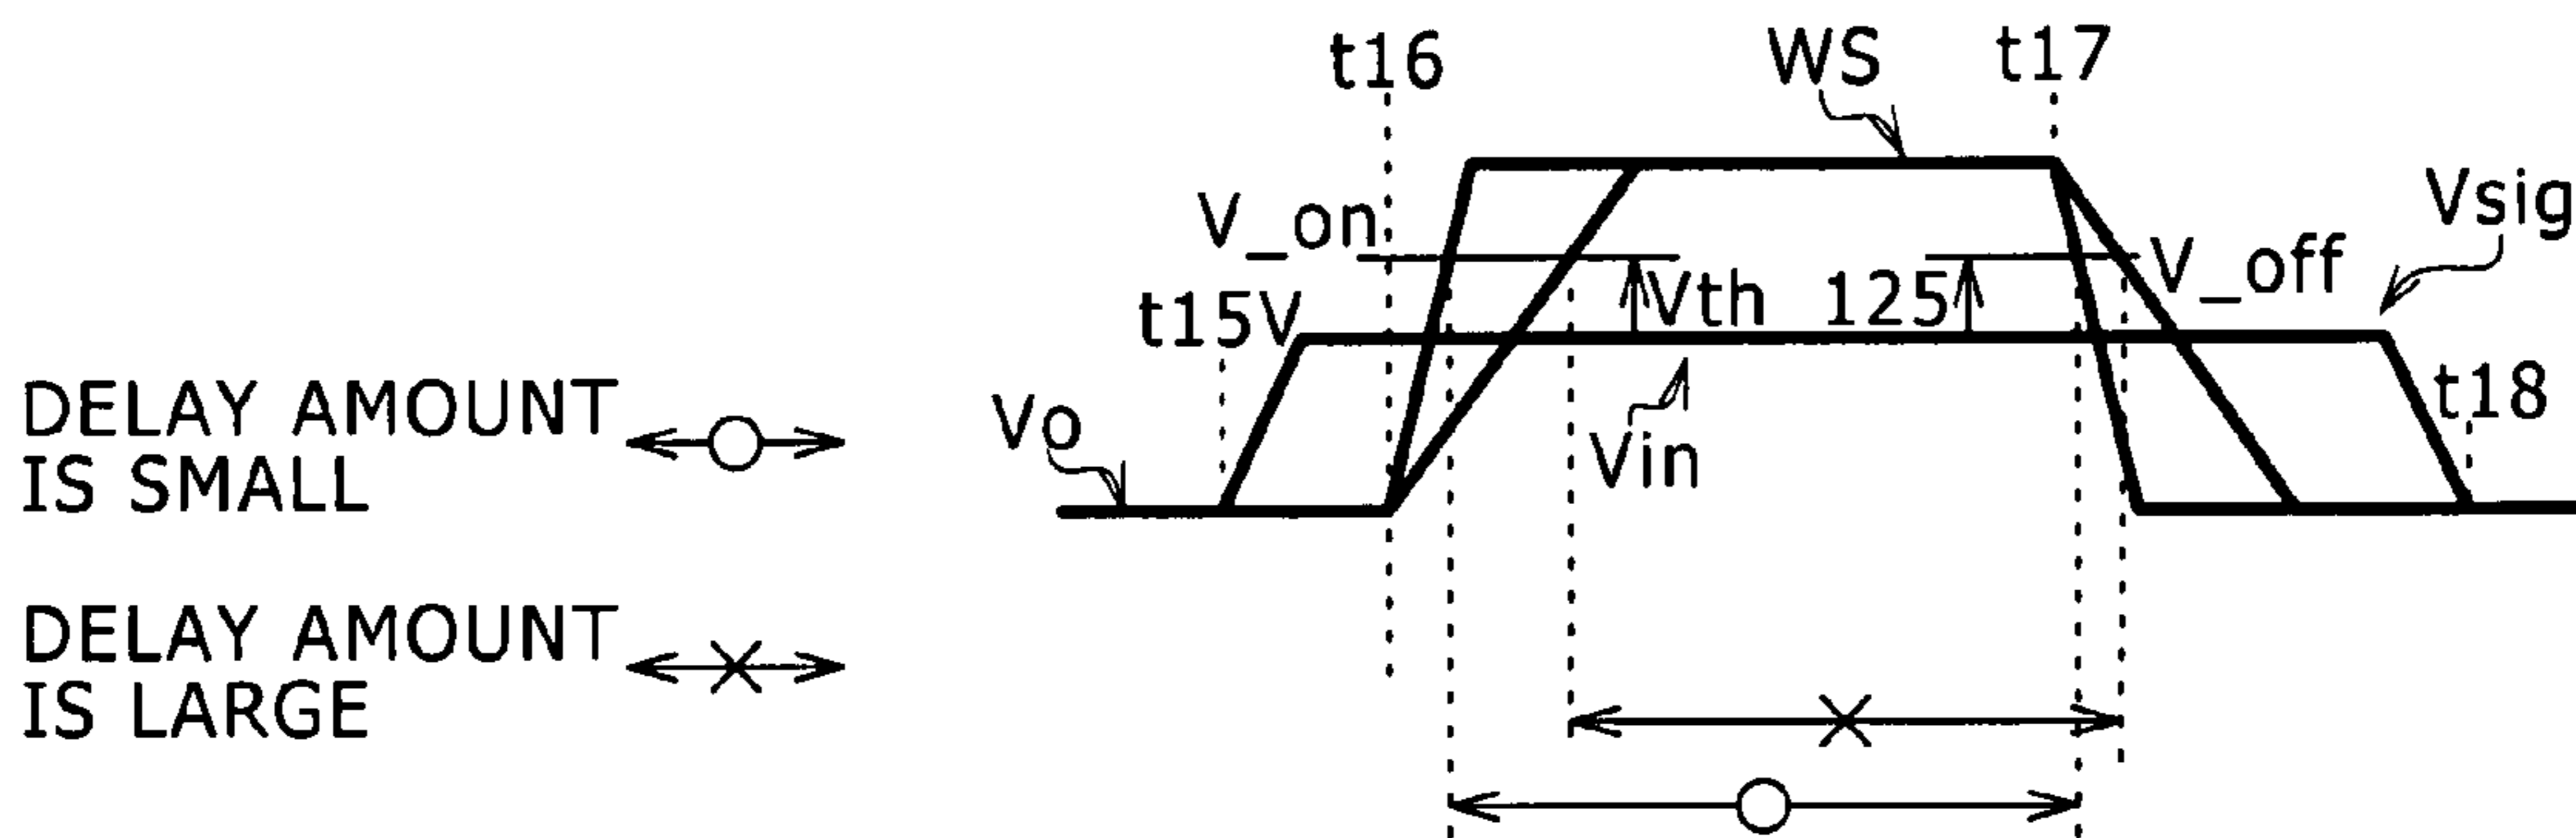 t16
WS
t17
V_on
Vsig
t15V
Vth
125
V_off
DELAY AMOUNT
IS SMALL
Vo
Vin
t18
DELAY AMOUNT
IS LARGE